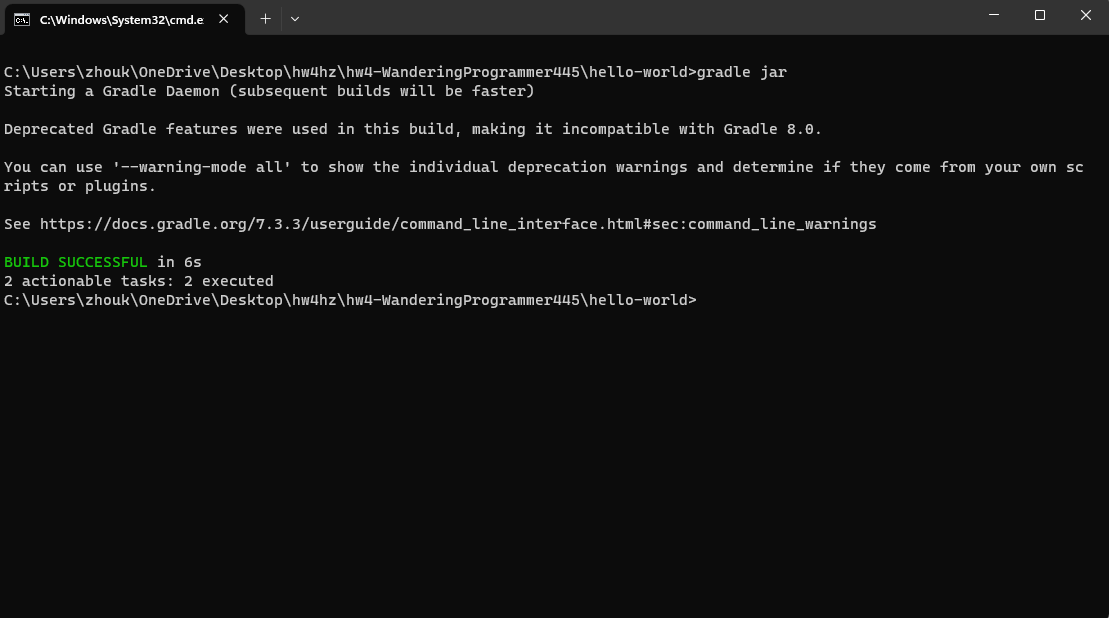 C:\Windows\System32\cmd.e
C:\Users\zhouk\OneDrive\Desktop\hw4hz\hw4-WanderingProgrammer445\hello-world>gradle jar
Starting a Gradle Daemon (subsequent builds will be faster)
Deprecated Gradle features were used in this build, making it incompatible with Gradle 8.0.
You can use '--warning-mode all' to show the individual deprecation warnings and determine if they come from your own sc
ripts or plugins.
See https://docs.gradle.org/7.3.3/userguide/command_line_interface.html#sec:command_line_warnings
BUILD SUCCESSFUL in 6s
2 actionable tasks: 2 executed
C:\Users\zhouk\OneDrive\Desktop\hw4hz\hw4-WanderingProgrammer445\hello-world>